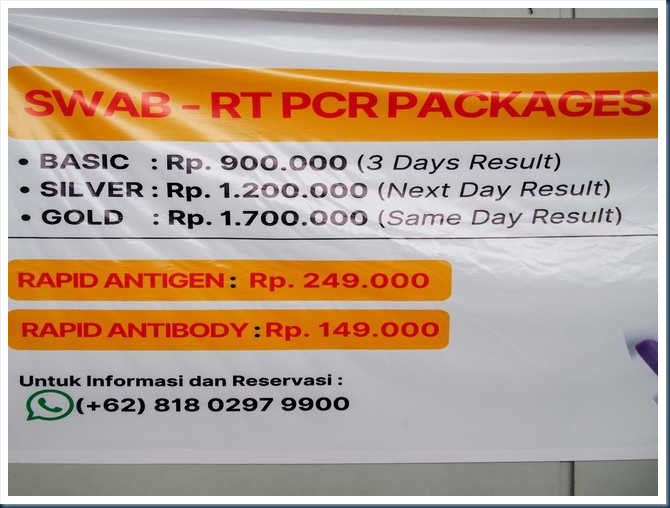 SWAB - RT PCR PACKAGES
• BASIC : Rp. 900.000 (3 Days Result)
• SILVER : Rp. 1.200.000 (Next Day Result)
• GOLD : Rp. 1.700.000 (Same Day Result)
RAPID ANTIGEN : Rp. 249.000
RAPID ANTIBODY : Rp. 149.000
Untuk Informasi dan Reservasi :
(+62) 818 0297 9900